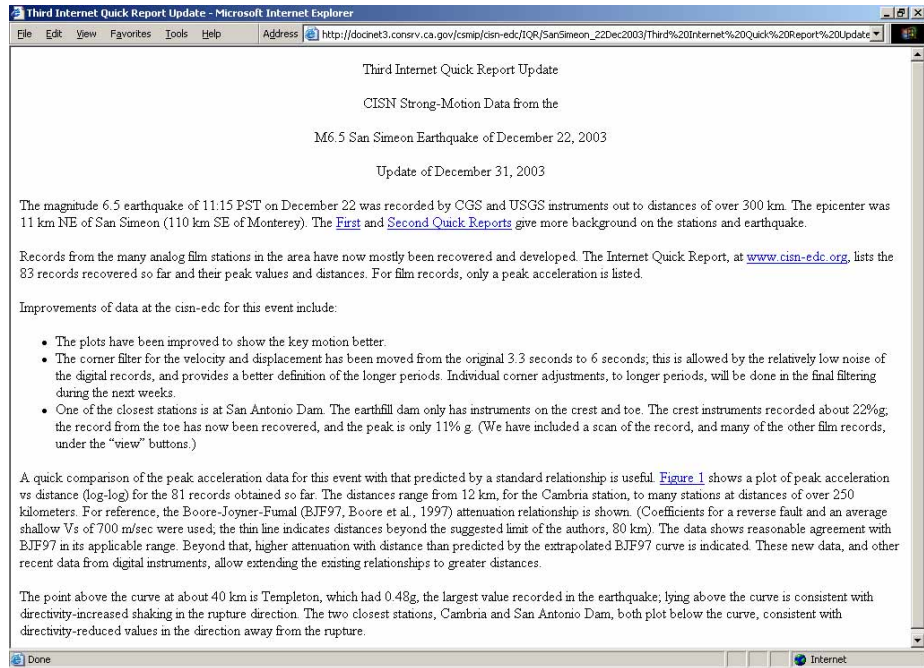 Third Internet Quick Report Update - Microsoft Internet Explorer
File Edit View Favorites Tools Help Address http://docinet3.consrv.ca.gov/csmip/cisn-edc/IQR/SanSimeon_22Dec2003/Third%20Internet%20Quick%20Report%20Update
Third Internet Quick Report Update
CISN Strong-Motion Data from the
M6.5 San Simeon Earthquake of December 22, 2003
Update of December 31, 2003
The magnitude 6.5 earthquake of 11:15 PST on December 22 was recorded by CGS and USGS instruments out to distances of over 300 km. The epicenter was
11 km NE of San Simeon (110 km SE of Monterey). The First and Second Quick Reports give more background on the stations and earthquake.
Records from the many analog film stations in the area have now mostly been recovered and developed. The Internet Quick Report, at www.cisn-edc.org, lists the
83 records recovered so far and their peak values and distances. For film records, only a peak acceleration is listed.
Improvements of data at the cisn-edc for this event include:
• The plots have been improved to show the key motion better.
• The corner filter for the velocity and displacement has been moved from the original 3.3 seconds to 6 seconds; this is allowed by the relatively low noise of
the digital records, and provides a better definition of the longer periods. Individual corner adjustments, to longer periods, will be done in the final filtering
during the next weeks.
• One of the closest stations is at San Antonio Dam. The earthfill dam only has instruments on the crest and toe. The crest instruments recorded about 22%g;
the record from the toe has now been recovered, and the peak is only 11% g. (We have included a scan of the record, and many of the other film records,
under the “view” buttons.)
A quick comparison of the peak acceleration data for this event with that predicted by a standard relationship is useful. Figure 1 shows a plot of peak acceleration
vs distance (log-log) for the 81 records obtained so far. The distances range from 12 km, for the Cambria station, to many stations at distances of over 250
kilometers. For reference, the Boore-Joyner-Fumal (BJF97, Boore et al., 1997) attenuation relationship is shown. (Coefficients for a reverse fault and an average
shallow Vs of 700 m/sec were used; the thin line indicates distances beyond the suggested limit of the authors, 80 km). The data shows reasonable agreement with
BJF97 in its applicable range. Beyond that, higher attenuation with distance than predicted by the extrapolated BJF97 curve is indicated. These new data, and other
recent data from digital instruments, allow extending the existing relationships to greater distances.
The point above the curve at about 40 km is Templeton, which had 0.48g, the largest value recorded in the earthquake; lying above the curve is consistent with
directivity-increased shaking in the rupture direction. The two closest stations, Cambria and San Antonio Dam, both plot below the curve, consistent with
directivity-reduced values in the direction away from the rupture.
Done Internet